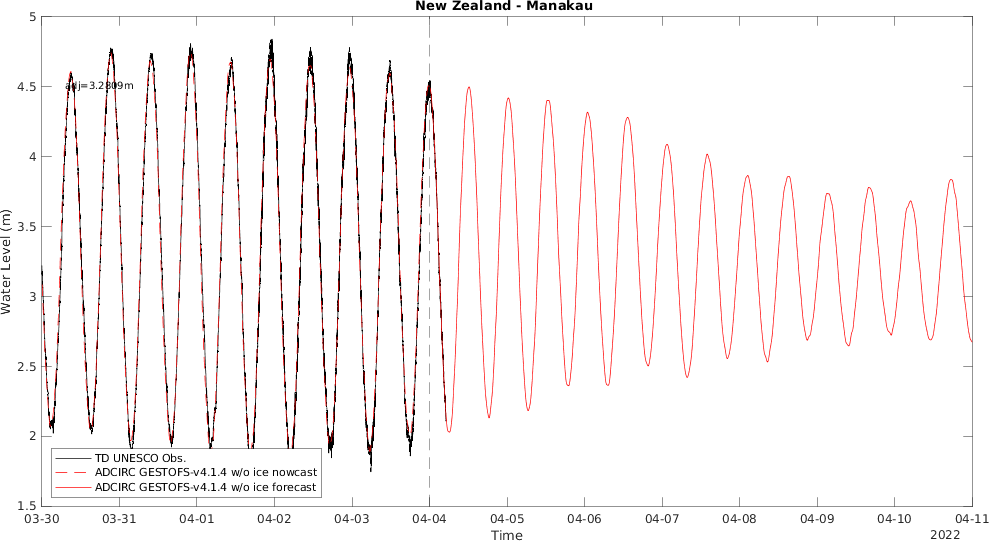 New Zealand - Manakau
Water Level (m)
5
4.5
4
3.5
3
2.5
2
1.5
adj=3.2809m
TD UNESCO Obs.
ADCIRC GESTOFS-v4.1.4 w/o ice nowcast
ADCIRC GESTOFS-v4.1.4 w/o ice forecast
03-30 03-31 04-01 04-02 04-03 04-04 04-05 04-06 04-07 04-08 04-09 04-10 04-11
Time
2022